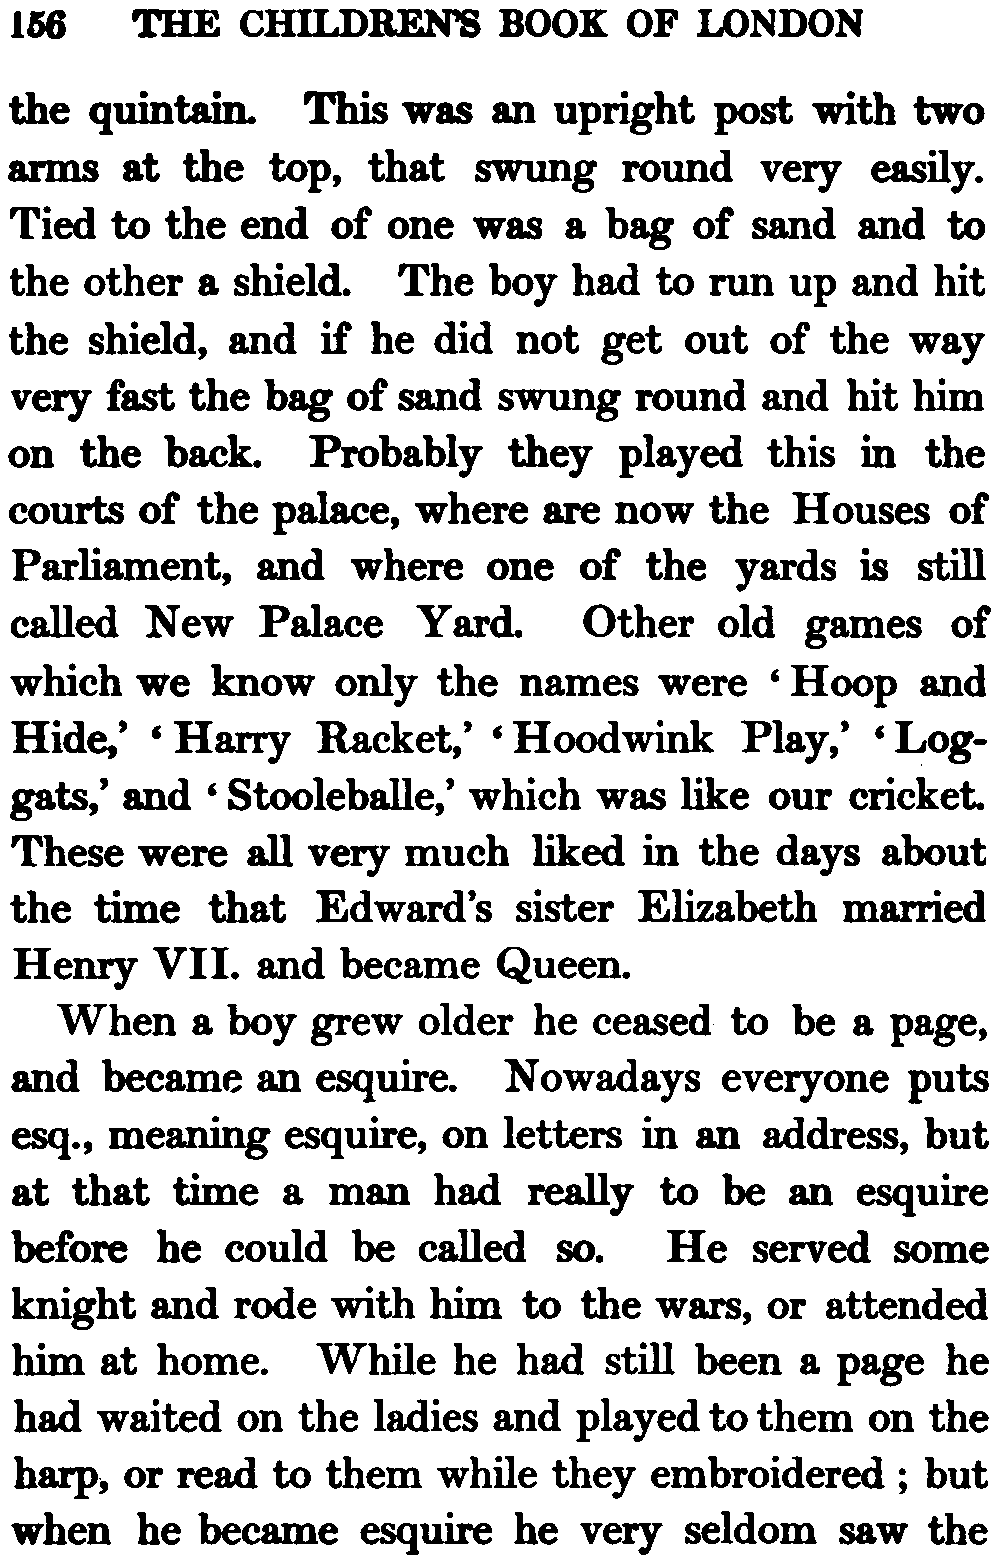 156 THE CHILDREN'S BOOK OF LONDON
the quintain. This was an upright post with two
arms at the top, that swung round very easily.
Tied to the end of one was a bag of sand and to
the other a shield. The boy had to run up and hit
the shield, and if he did not get out of the way
very fast the bag of sand swung round and hit him
on the back. Probably they played this in the
courts of the palace, where are now the Houses of
Parliament, and where one of the yards is still
called New Palace Yard. Other old games of
which we know only the names were ‘Hoop and
Hide,’ ‘Harry Racket,’ ‘Hoodwink Play,’ ‘Log-
gats,’ and ‘Stooleballe,’ which was like our cricket.
These were all very much liked in the days about
the time that Edward's sister Elizabeth married
Henry VII. and became Queen.
When a boy grew older he ceased to be a page,
and became an esquire. Nowadays everyone puts
esq., meaning esquire, on letters in an address, but
at that time a man had really to be an esquire
before he could be called so. He served some
knight and rode with him to the wars, or attended
him at home. While he had still been a page he
had waited on the ladies and played to them on the
harp, or read to them while they embroidered ; but
when he became esquire he very seldom saw the